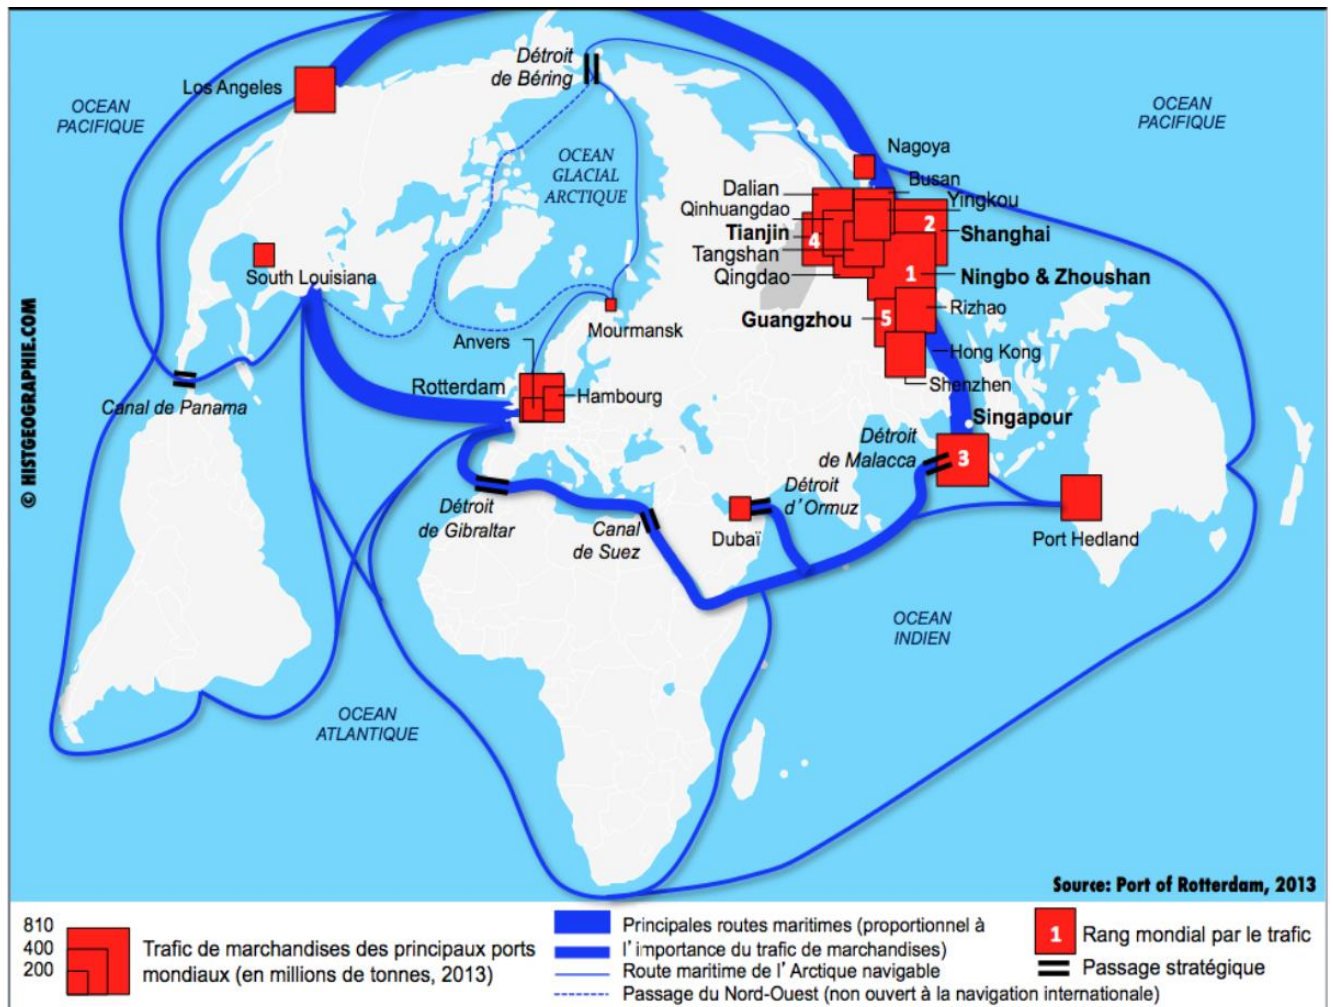 Détroit
de Béring
Los Angeles
OCEAN
PACIFIQUE
OCEAN
PACIFIQUE
OCEAN
GLACIAL
ARCTIQUE
Nagoya
Busan
Dalian
Yingkou
Qinhuangdao
Tianjin
4
2
Shanghai
Tangshan
Qingdao
1
Ningbo & Zhoushan
South Louisiana
Mourmansk
Guangzhou
5
Rizhao
Anvers
Hong Kong
Rotterdam
Hambourg
Shenzhen
Canal de Panama
Singapour
Détroit
de Malacca
3
Détroit
de Gibraltar
Canal
de Suez
Dubaï
Détroit
d'Ormuz
Port Hedland
OCEAN
INDIEN
OCEAN
ATLANTIQUE
© HISTGEOGRAPHIE.COM
Source: Port of Rotterdam, 2013
810
400
200
Trafic de marchandises des principaux ports
mondiaux (en millions de tonnes, 2013)
Principales routes maritimes (proportionnel à
l'importance du trafic de marchandises)
Route maritime de l'Arctique navigable
Passage du Nord-Ouest (non ouvert à la navigation internationale)
1
Rang mondial par le trafic
Passage stratégique